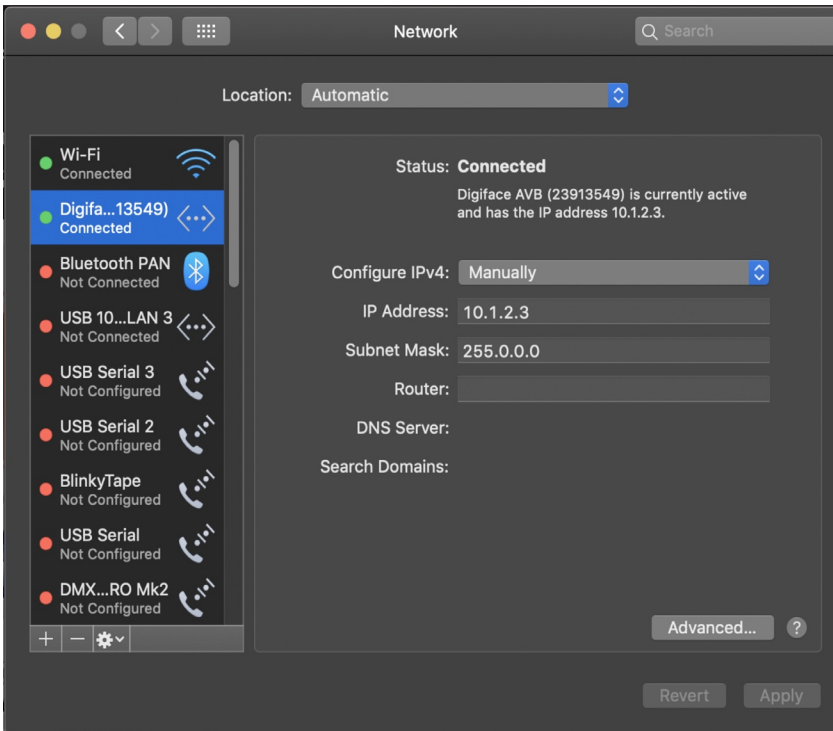 Network
Search
Location: Automatic
Wi-Fi
Connected
Digifa...13549)
Connected
Bluetooth PAN
Not Connected
USB 10...LAN 3
Not Connected
USB Serial 3
Not Configured
USB Serial 2
Not Configured
BlinkyTape
Not Configured
USB Serial
Not Configured
DMX...RO Mk2
Not Configured
Status: Connected
Digiface AVB (23913549) is currently active
and has the IP address 10.1.2.3.
Configure IPv4: Manually
IP Address: 10.1.2.3
Subnet Mask: 255.0.0.0
Router:
DNS Server:
Search Domains:
Advanced... ?
Revert Apply